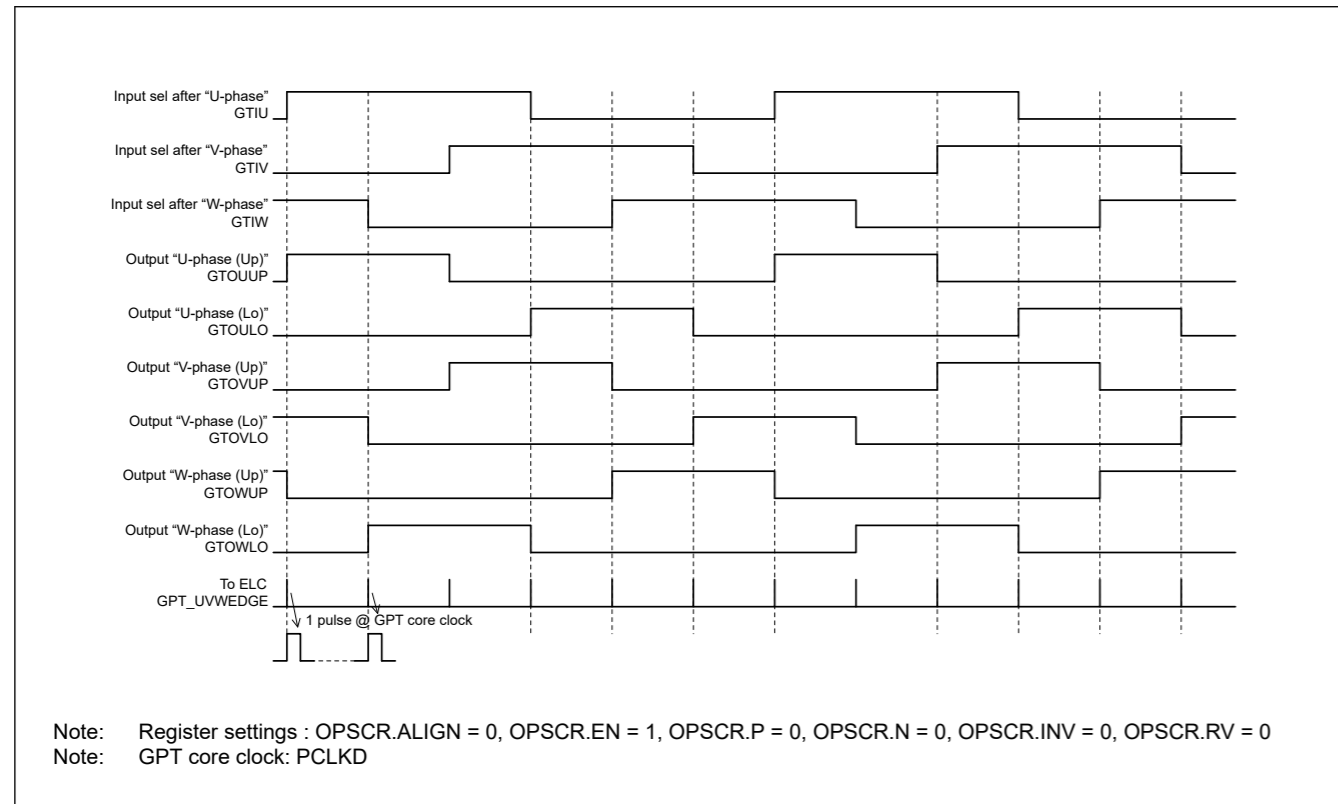 Input sel after “U-phase”
GTIU
Input sel after “V-phase”
GTIV
Input sel after “W-phase”
GTIW
Output “U-phase (Up)”
GTOUUP
Output “U-phase (Lo)”
GTOULO
Output “V-phase (Up)”
GTOVUP
Output “V-phase (Lo)”
GTOVLO
Output “W-phase (Up)”
GTOWUP
Output “W-phase (Lo)”
GTOWLO
To ELC
GPT_UVWEDGE
1 pulse @ GPT core clock
Note: Register settings : OPSCR.ALIGN = 0, OPSCR.EN = 1, OPSCR.P = 0, OPSCR.N = 0, OPSCR.INV = 0, OPSCR.RV = 0
Note: GPT core clock: PCLKD